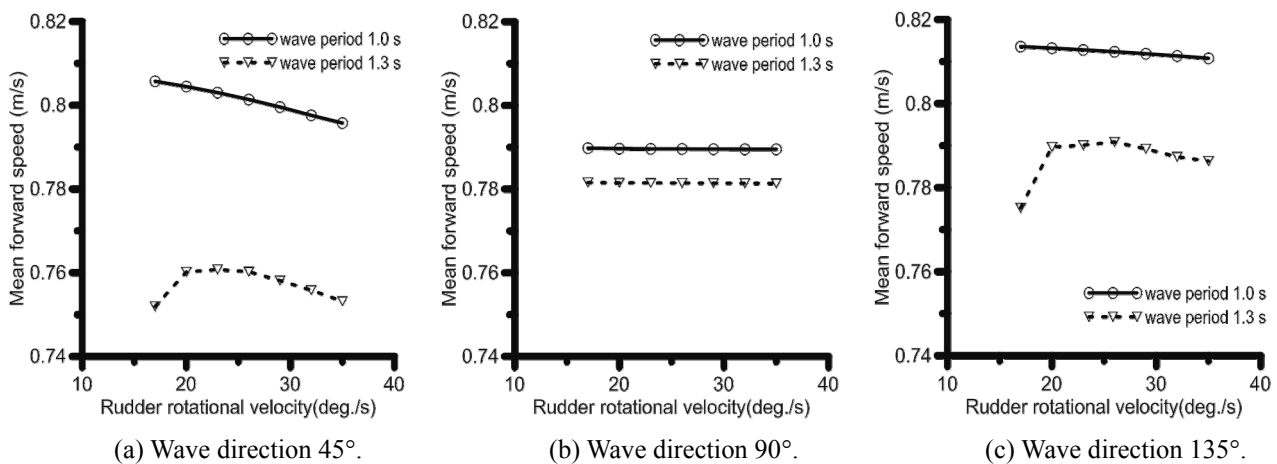 0.82
0.8
0.78
0.76
0.74
Mean forward speed (m/s)
wave period 1.0 s
wave period 1.3 s
10
20
30
40
Rudder rotational velocity(deg./s)
(a) Wave direction 45°.
0.82
0.8
0.78
0.76
0.74
Mean forward speed (m/s)
wave period 1.0 s
wave period 1.3 s
10
20
30
40
Rudder rotational velocity(deg./s)
(b) Wave direction 90°.
0.82
0.8
0.78
0.76
0.74
Mean forward speed (m/s)
wave period 1.0 s
wave period 1.3 s
10
20
30
40
Rudder rotational velocity(deg./s)
(c) Wave direction 135°.